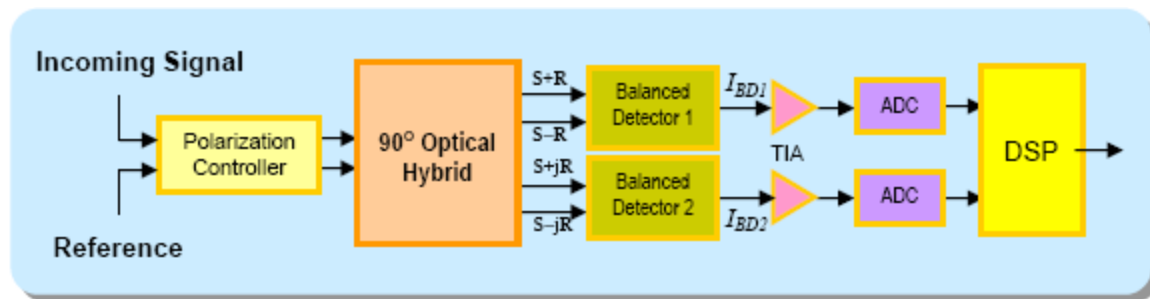 Incoming Signal
Reference
Polarization
Controller
90° Optical
Hybrid
S+R
S–R
S+jR
S–jR
Balanced
Detector 1
Balanced
Detector 2
I_BD1
I_BD2
TIA
ADC
ADC
DSP